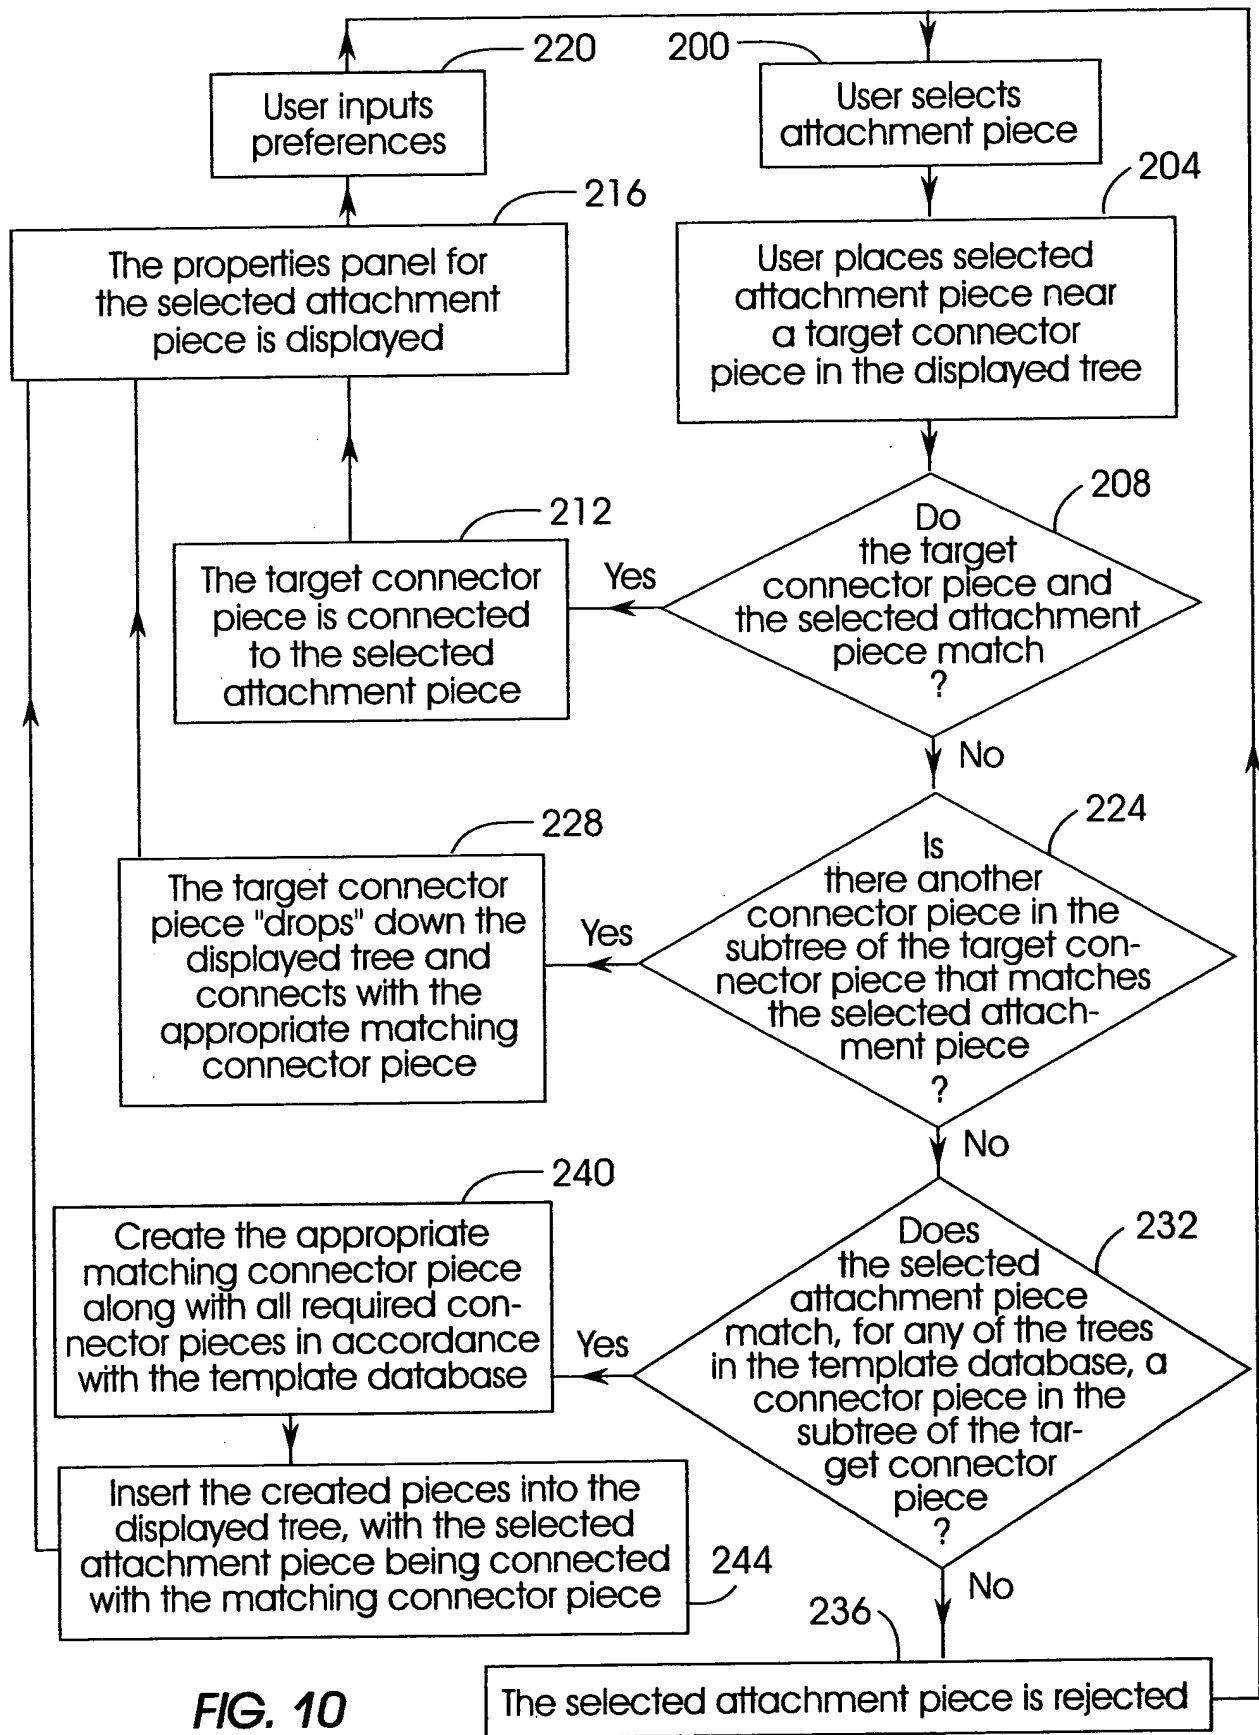 220
User inputs
preferences
200
User selects
attachment piece
216
The properties panel for
the selected attachment
piece is displayed
204
User places selected
attachment piece near
a target connector
piece in the displayed tree
208
Do
the target
connector piece and
the selected attachment
piece match
?
Yes
212
The target connector
piece is connected
to the selected
attachment piece
No
224
Is
there another
connector piece in the
subtree of the target con-
nector piece that matches
the selected attach-
ment piece
?
Yes
228
The target connector
piece "drops" down the
displayed tree and
connects with the
appropriate matching
connector piece
No
232
Does
the selected
attachment piece
match, for any of the trees
in the template database, a
connector piece in the
subtree of the tar-
get connector
piece
?
Yes
240
Create the appropriate
matching connector piece
along with all required con-
nector pieces in accordance
with the template database
Insert the created pieces into the
displayed tree, with the selected
attachment piece being connected
with the matching connector piece
244
No
236
The selected attachment piece is rejected
FIG. 10